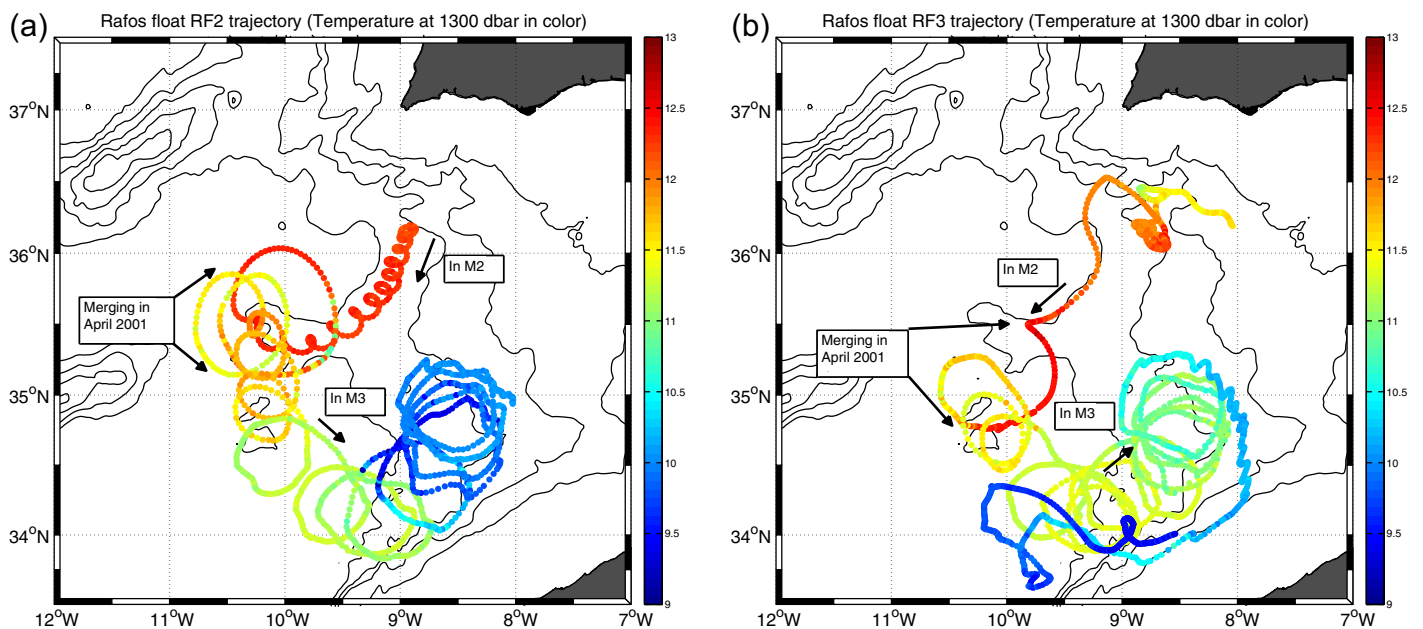 (a)
Rafos float RF2 trajectory (Temperature at 1300 dbar in color)
37°N
36°N
35°N
34°N
12°W
11°W
10°W
9°W
8°W
7°W
In M2
Merging in
April 2001
In M3
13
12.5
12
11.5
11
10.5
10
9.5
9
(b)
Rafos float RF3 trajectory (Temperature at 1300 dbar in color)
37°N
36°N
35°N
34°N
12°W
11°W
10°W
9°W
8°W
7°W
In M2
Merging in
April 2001
In M3
13
12.5
12
11.5
11
10.5
10
9.5
9